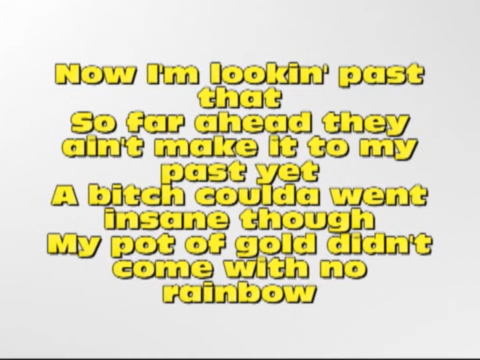 Now I'm lookin' past
that
So far ahead they
ain't make it to my
past yet
A bitch coulda went
insane though
My pot of gold didn't
come with no
rainbow